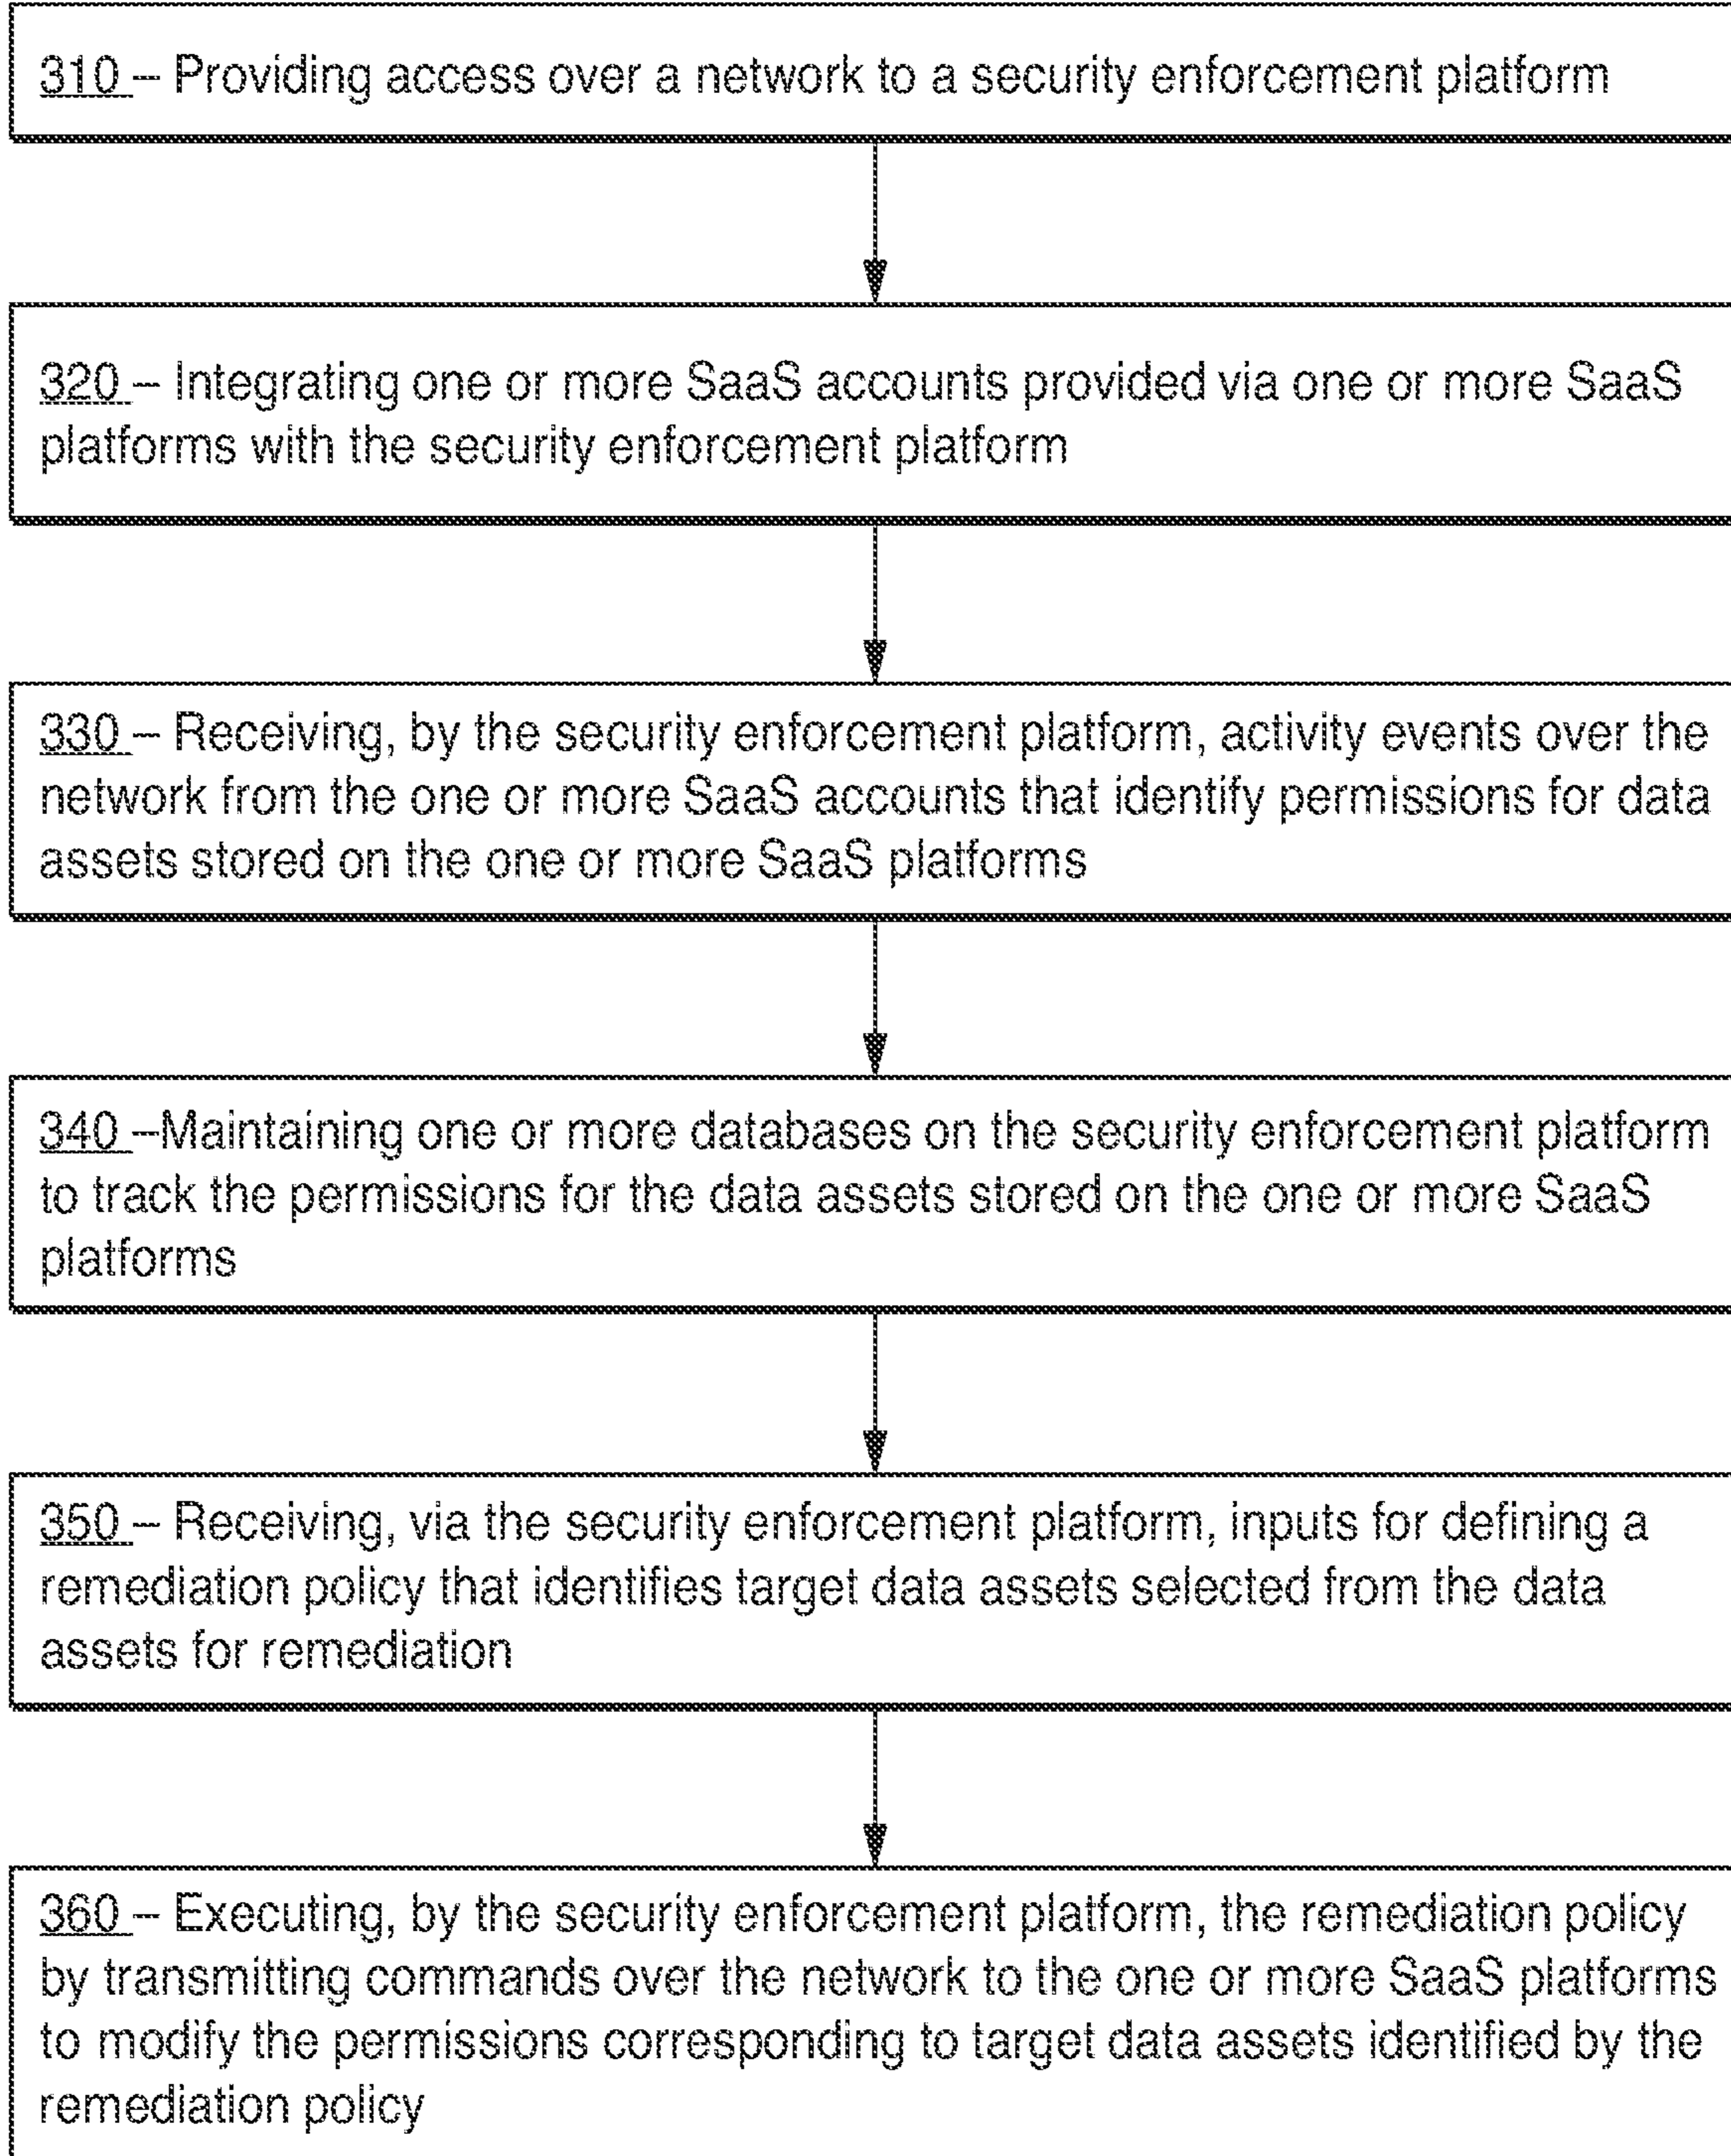 310 – Providing access over a network to a security enforcement platform
320 – Integrating one or more SaaS accounts provided via one or more SaaS
platforms with the security enforcement platform
330 – Receiving, by the security enforcement platform, activity events over the
network from the one or more SaaS accounts that identify permissions for data
assets stored on the one or more SaaS platforms
340 –Maintaining one or more databases on the security enforcement platform
to track the permissions for the data assets stored on the one or more SaaS
platforms
350 – Receiving, via the security enforcement platform, inputs for defining a
remediation policy that identifies target data assets selected from the data
assets for remediation
360 – Executing, by the security enforcement platform, the remediation policy
by transmitting commands over the network to the one or more SaaS platforms
to modify the permissions corresponding to target data assets identified by the
remediation policy